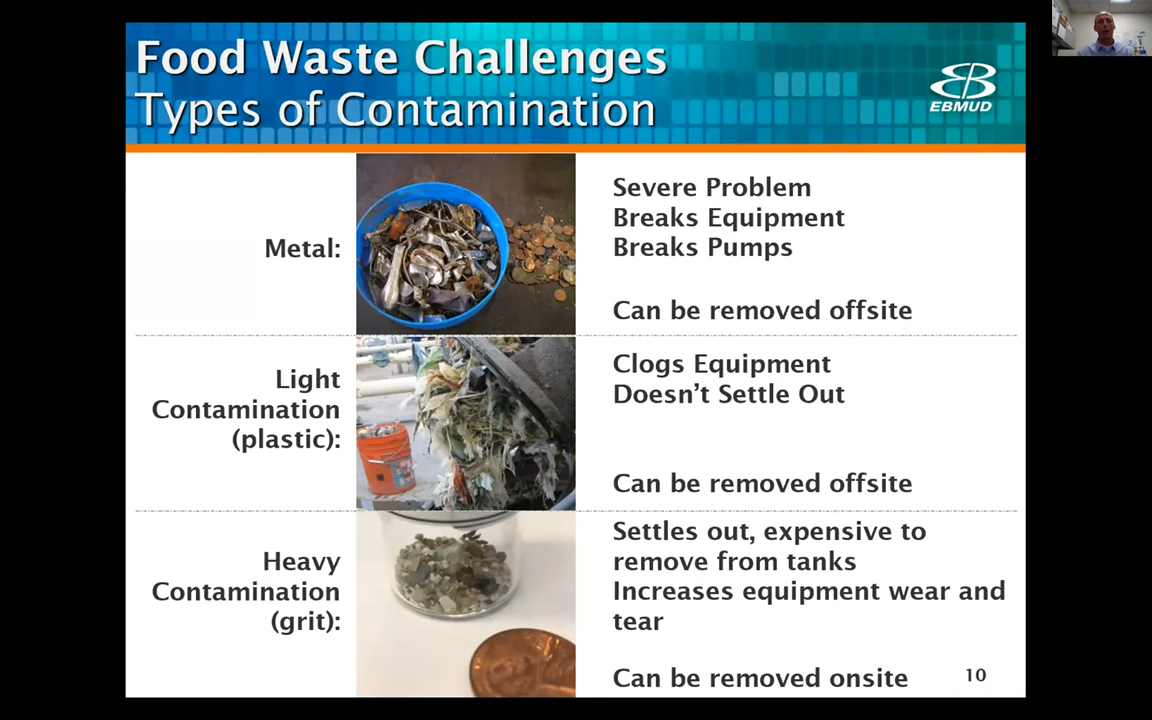 Food Waste Challenges
Types of Contamination
EBMUD
Metal:
Severe Problem
Breaks Equipment
Breaks Pumps
Can be removed offsite
Light
Contamination
(plastic):
Clogs Equipment
Doesn’t Settle Out
Can be removed offsite
Heavy
Contamination
(grit):
Settles out, expensive to
remove from tanks
Increases equipment wear and
tear
Can be removed onsite
10